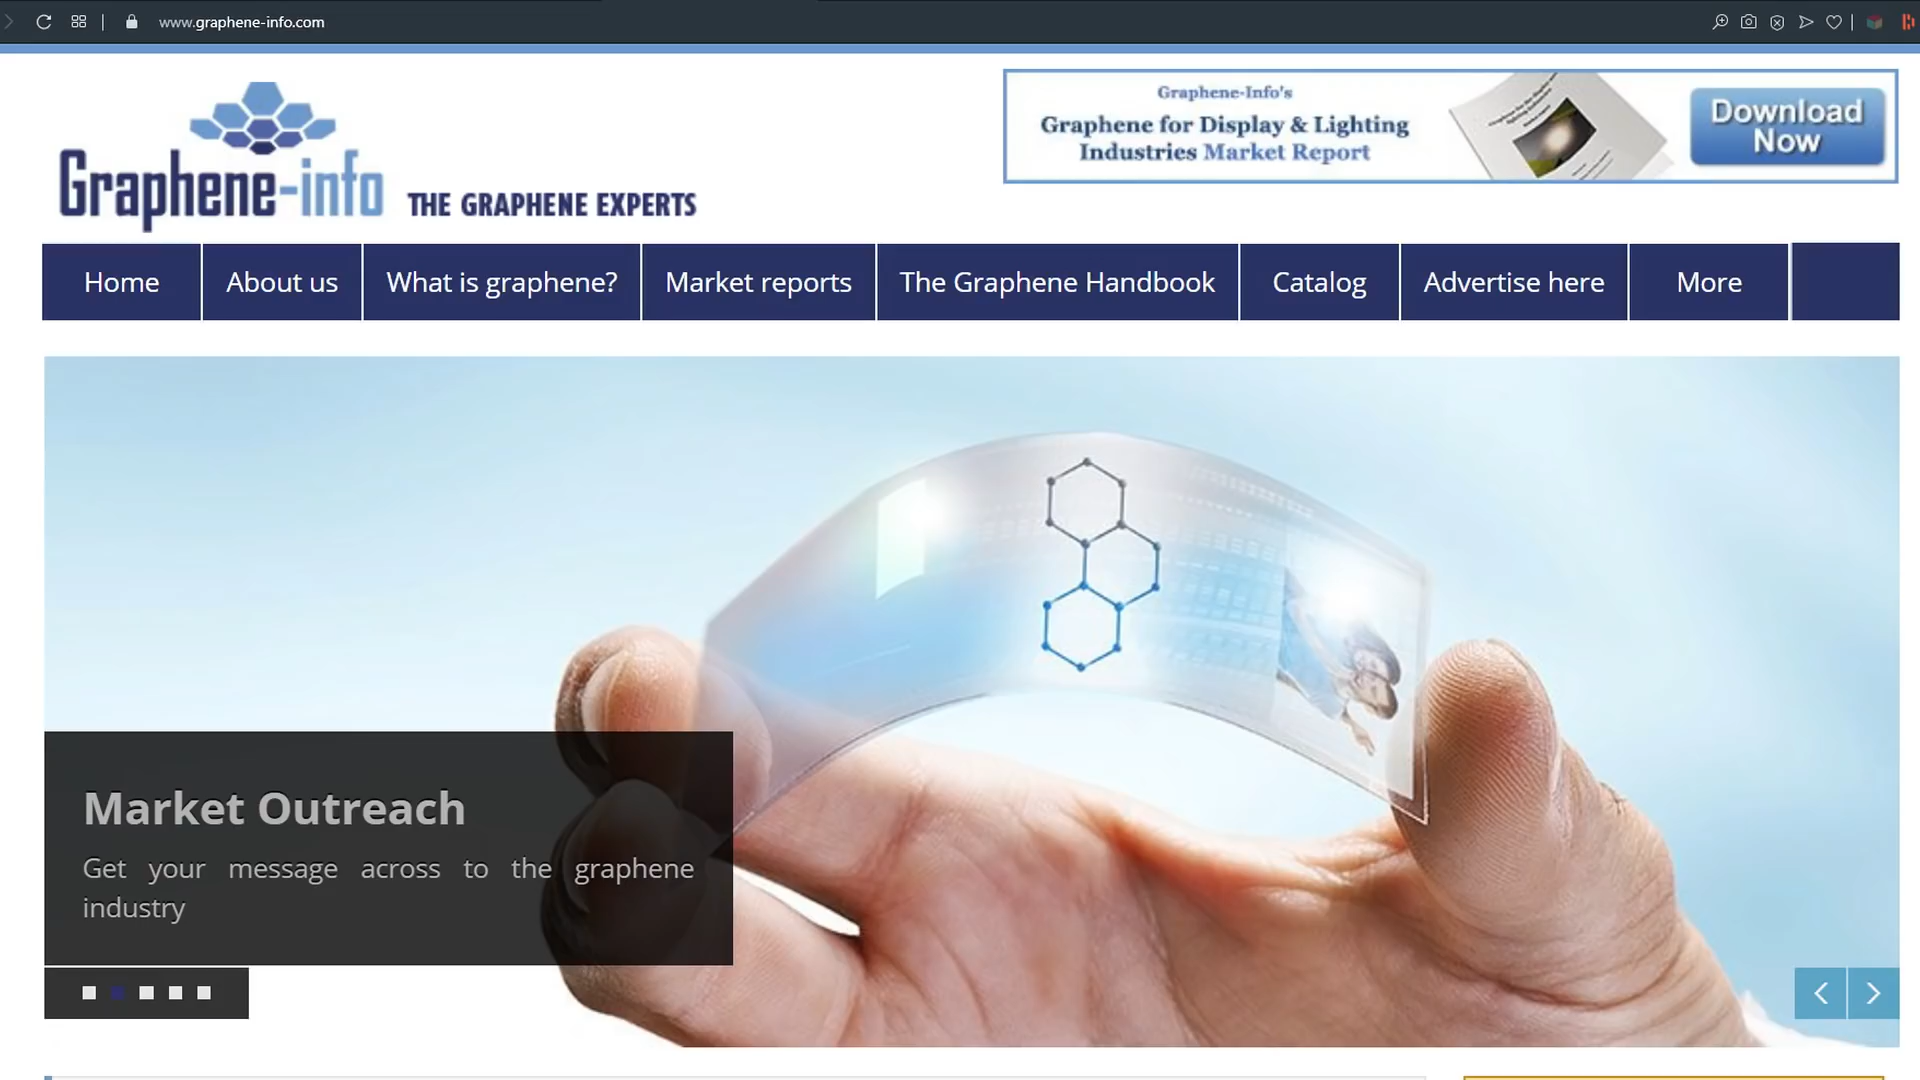 www.graphene-info.com
Graphene-info THE GRAPHENE EXPERTS
Graphene-Info's
Graphene for Display & Lighting
Industries Market Report
Download
Now
Home
About us
What is graphene?
Market reports
The Graphene Handbook
Catalog
Advertise here
More
Market Outreach
Get your message across to the graphene
industry